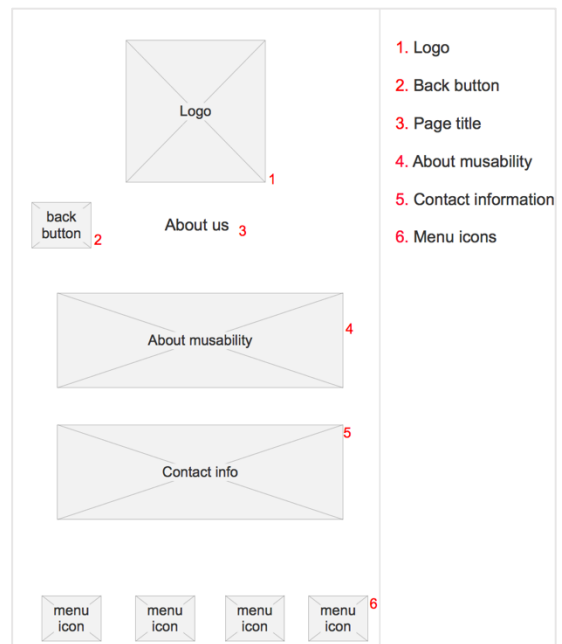 Logo
1
back
button
2
About us
3
About musability
4
5
Contact info
menu
icon
menu
icon
menu
icon
menu
icon
6
1. Logo
2. Back button
3. Page title
4. About musability
5. Contact information
6. Menu icons